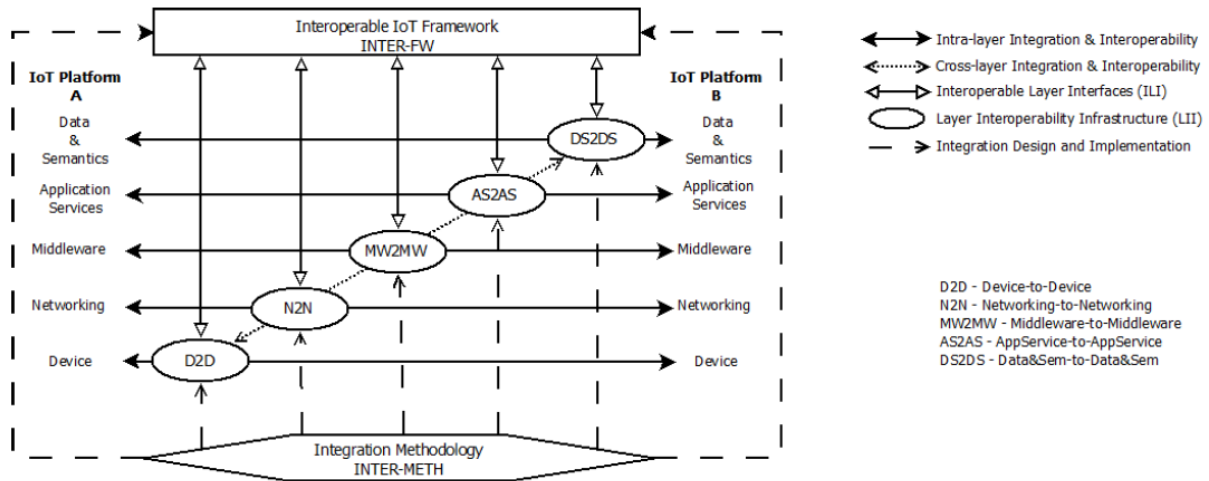 Interoperable IoT Framework
INTER-FW
IoT Platform
A
Data
&
Semantics
Application
Services
Middleware
Networking
Device
DS2DS
AS2AS
MW2MW
N2N
D2D
IoT Platform
B
Data
&
Semantics
Application
Services
Middleware
Networking
Device
Integration Methodology
INTER-METH
Intra-layer Integration & Interoperability
Cross-layer Integration & Interoperability
Interoperable Layer Interfaces (ILI)
Layer Interoperability Infrastructure (LII)
Integration Design and Implementation
D2D - Device-to-Device
N2N - Networking-to-Networking
MW2MW - Middleware-to-Middleware
AS2AS - AppService-to-AppService
DS2DS - Data&Sem-to-Data&Sem